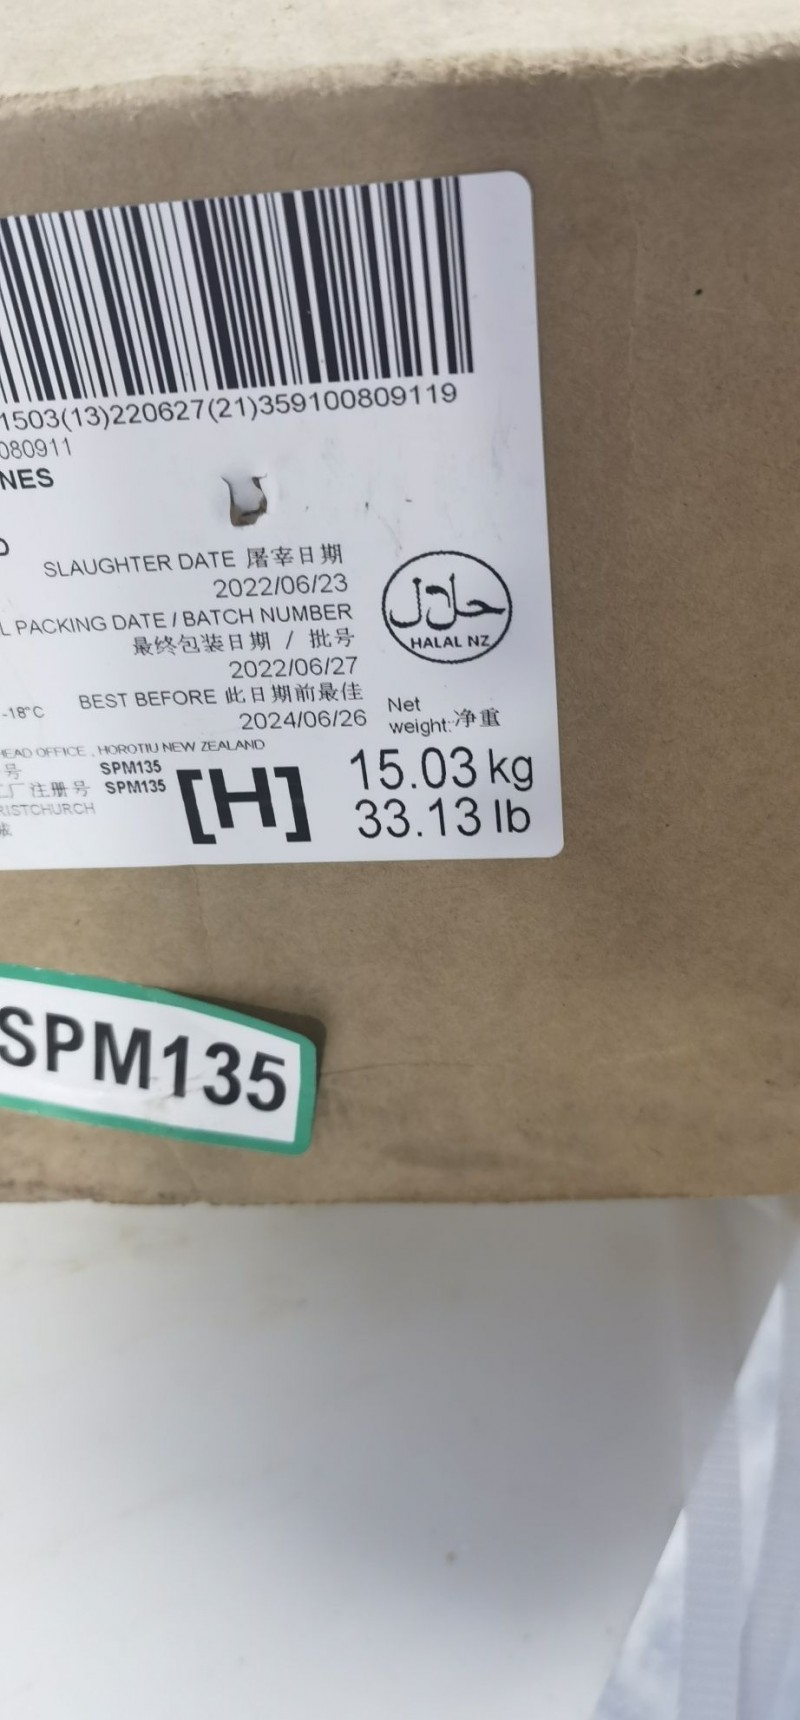 1503(13)220627(21)359100809119
080911
NES
SLAUGHTER DATE 屠宰日期
2022/06/23
L PACKING DATE / BATCH NUMBER
最终包装日期 / 批号
2022/06/27
-18°C
BEST BEFORE 此日期前最佳
2024/06/26
حلال
HALAL NZ
Net
weight:净重
15.03 kg
33.13 lb
EAD OFFICE , HOROTIU NEW ZEALAND
号 SPM135
厂注册号 SPM135
RISTCHURCH
[H]
SPM135